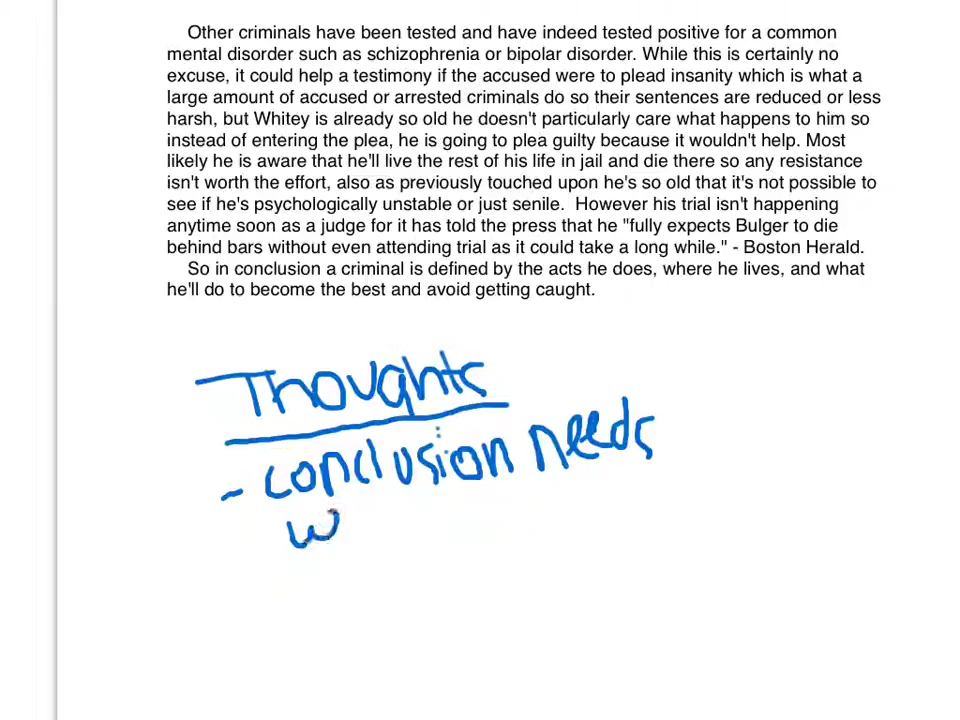 Other criminals have been tested and have indeed tested positive for a common
mental disorder such as schizophrenia or bipolar disorder. While this is certainly no
excuse, it could help a testimony if the accused were to plead insanity which is what a
large amount of accused or arrested criminals do so their sentences are reduced or less
harsh, but Whitey is already so old he doesn't particularly care what happens to him so
instead of entering the plea, he is going to plea guilty because it wouldn't help. Most
likely he is aware that he'll live the rest of his life in jail and die there so any resistance
isn't worth the effort, also as previously touched upon he's so old that it's not possible to
see if he's psychologically unstable or just senile.  However his trial isn't happening
anytime soon as a judge for it has told the press that he "fully expects Bulger to die
behind bars without even attending trial as it could take a long while." - Boston Herald.
So in conclusion a criminal is defined by the acts he does, where he lives, and what
he'll do to become the best and avoid getting caught.
Thoughts
- conclusion needs
w